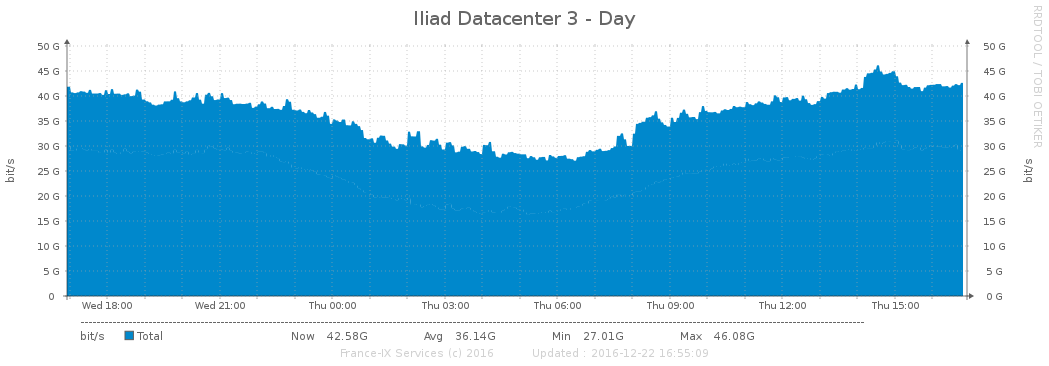 Iliad Datacenter 3 - Day
RRDTOOL / TOBI OETIKER
bit/s
50 G 50 G
45 G 45 G
40 G 40 G
35 G 35 G
30 G 30 G
25 G 25 G
20 G 20 G
15 G 15 G
10 G 10 G
5 G 5 G
0 0 G
bit/s
Wed 18:00 Wed 21:00 Thu 00:00 Thu 03:00 Thu 06:00 Thu 09:00 Thu 12:00 Thu 15:00
bit/s Total Now 42.58G Avg 36.14G Min 27.01G Max 46.08G
France-IX Services (c) 2016 Updated : 2016-12-22 16:55:09